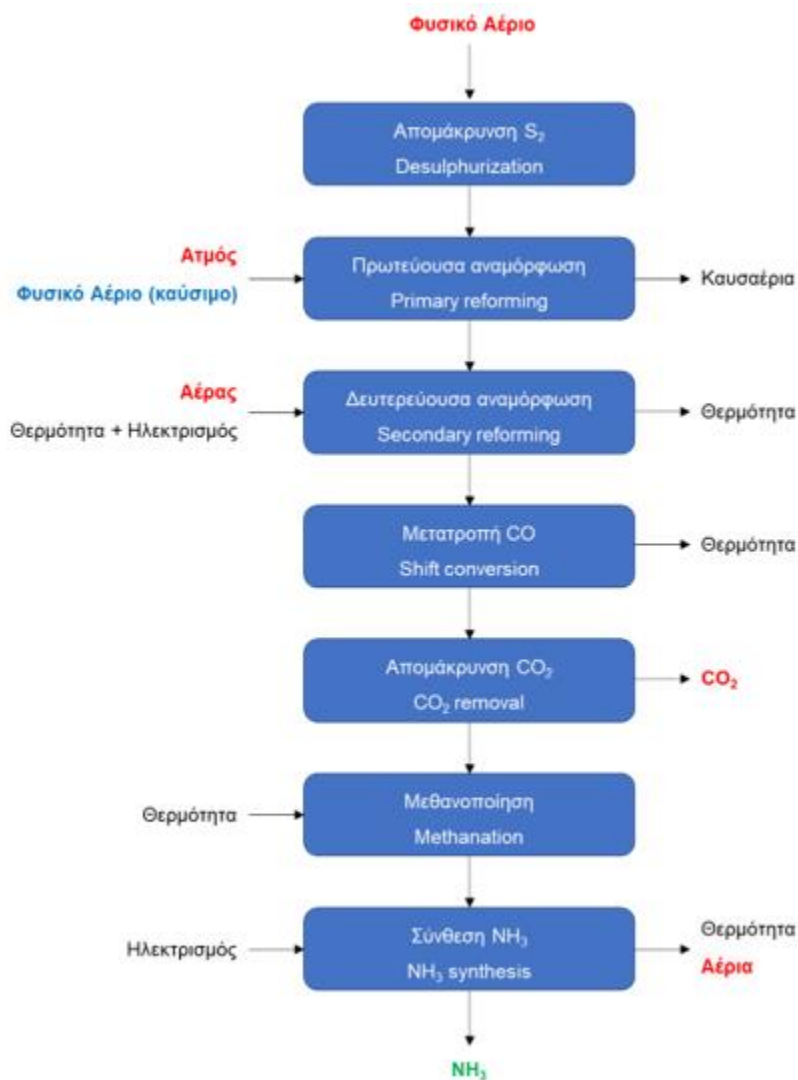 Φυσικό Αέριο
Απομάκρυνση S₂
Desulphurization
Ατμός
Φυσικό Αέριο (καύσιμο)
Πρωτεύουσα αναμόρφωση
Primary reforming
Καυσαέρια
Αέρας
Θερμότητα + Ηλεκτρισμός
Δευτερεύουσα αναμόρφωση
Secondary reforming
Θερμότητα
Μετατροπή CO
Shift conversion
Θερμότητα
Απομάκρυνση CO₂
CO₂ removal
CO₂
Θερμότητα
Μεθανοποίηση
Methanation
Ηλεκτρισμός
Σύνθεση NH₃
NH₃ synthesis
Θερμότητα
Αέρια
NH₃